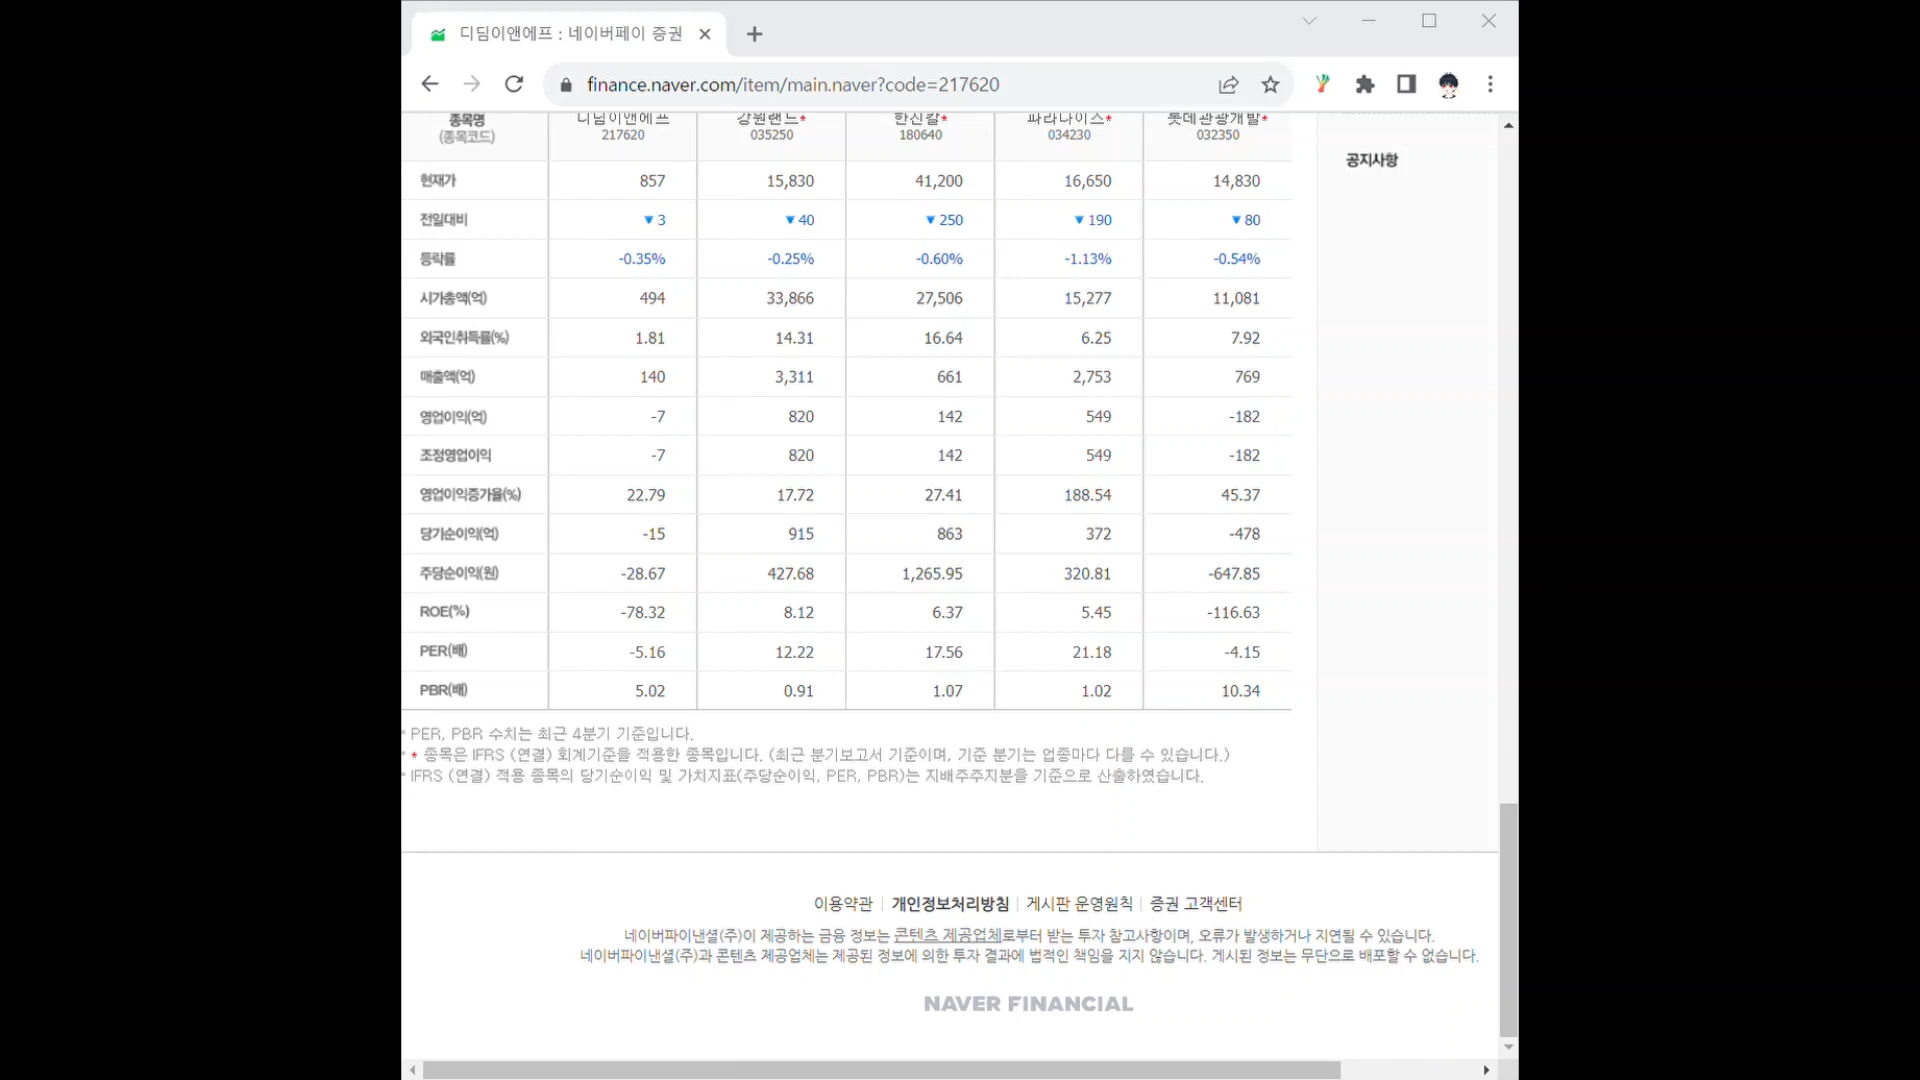 디딤이앤에프 : 네이버페이 증권
finance.naver.com/item/main.naver?code=217620
종목명 디딤이앤에프 강원랜드* 한진칼* 파라다이스* 롯데관광개발*
(종목코드) 217620 035250 180640 034230 032350
공지사항
현재가 857 15,830 41,200 16,650 14,830
전일대비 ▼3 ▼40 ▼250 ▼190 ▼80
등락률 -0.35% -0.25% -0.60% -1.13% -0.54%
시가총액(억) 494 33,866 27,506 15,277 11,081
외국인취득률(%) 1.81 14.31 16.64 6.25 7.92
매출액(억) 140 3,311 661 2,753 769
영업이익(억) -7 820 142 549 -182
조정영업이익 -7 820 142 549 -182
영업이익증가율(%) 22.79 17.72 27.41 188.54 45.37
당기순이익(억) -15 915 863 372 -478
주당순이익(원) -28.67 427.68 1,265.95 320.81 -647.85
ROE(%) -78.32 8.12 6.37 5.45 -116.63
PER(배) -5.16 12.22 17.56 21.18 -4.15
PBR(배) 5.02 0.91 1.07 1.02 10.34
* PER, PBR 수치는 최근 4분기 기준입니다.
* * 종목은 IFRS (연결) 회계기준을 적용한 종목입니다. (최근 분기보고서 기준이며, 기준 분기는 업종마다 다를 수 있습니다.)
* IFRS (연결) 적용 종목의 당기순이익 및 가치지표(주당순이익, PER, PBR)는 지배주주지분을 기준으로 산출하였습니다.
이용약관 | 개인정보처리방침 | 게시판 운영원칙 | 증권 고객센터
네이버파이낸셜(주)이 제공하는 금융 정보는 콘텐츠 제공업체로부터 받는 투자 참고사항이며, 오류가 발생하거나 지연될 수 있습니다.
네이버파이낸셜(주)과 콘텐츠 제공업체는 제공된 정보에 의한 투자 결과에 법적인 책임을 지지 않습니다. 게시된 정보는 무단으로 배포할 수 없습니다.
NAVER FINANCIAL